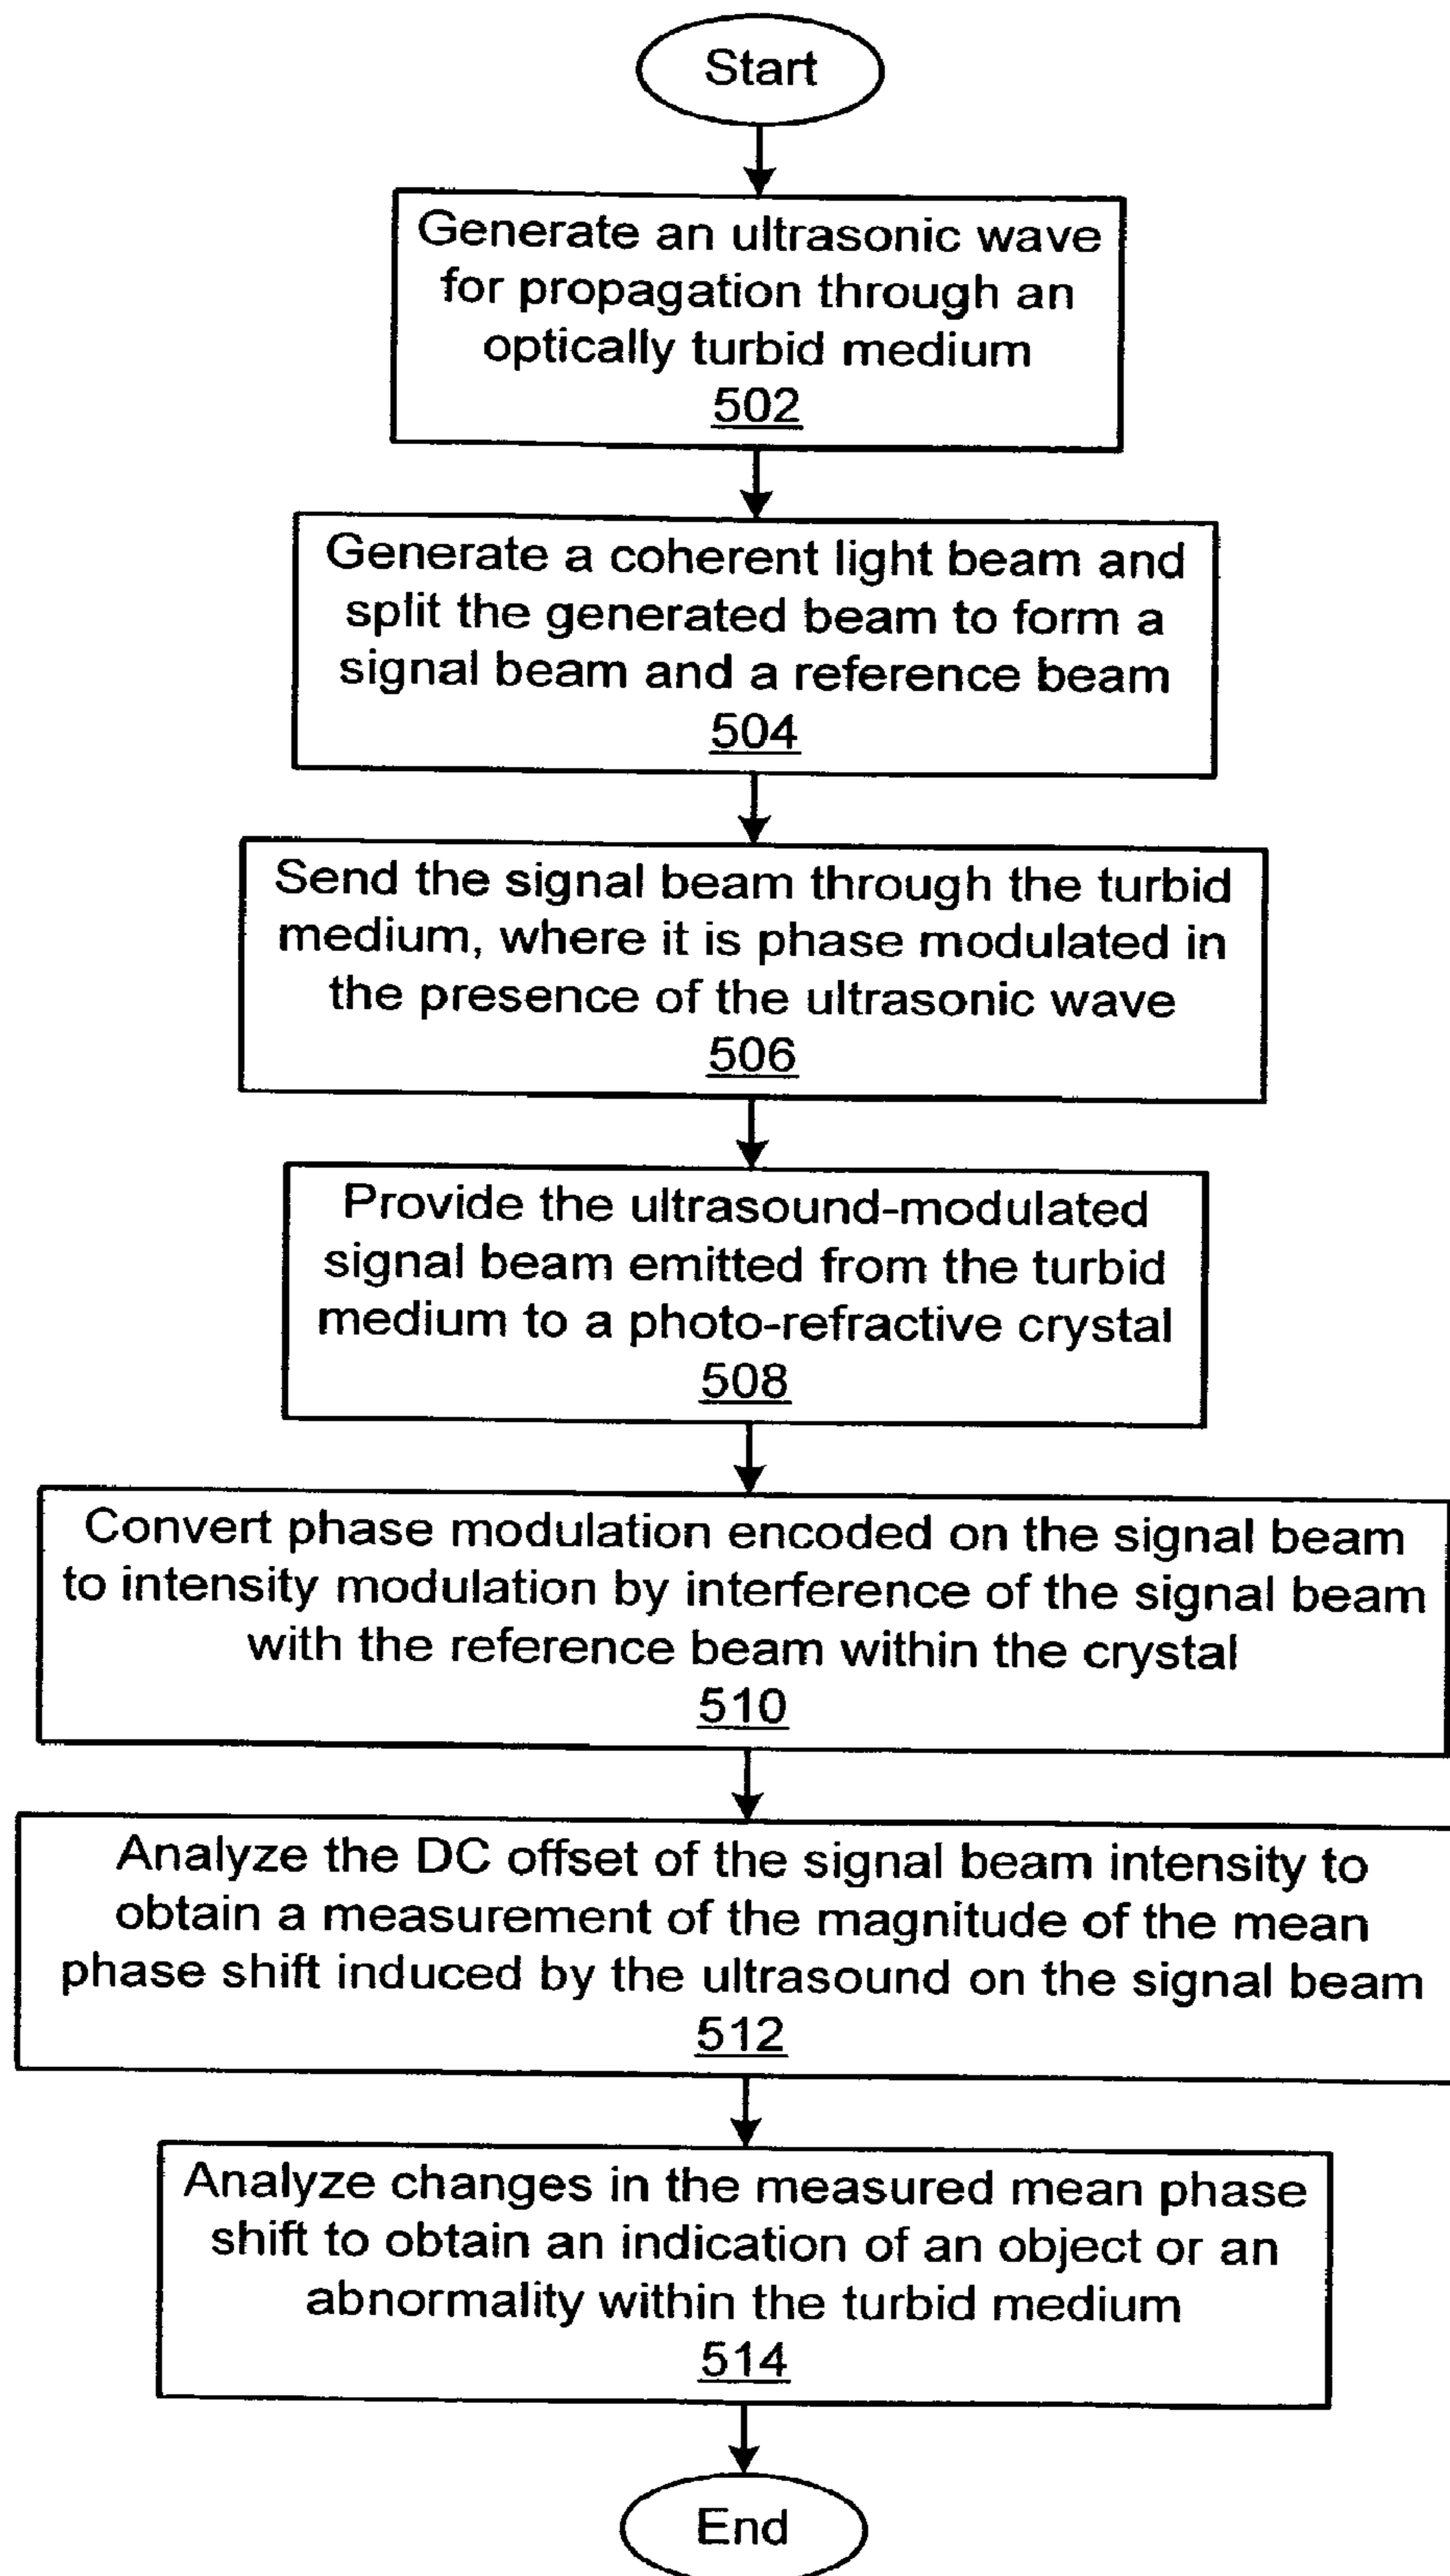 Start
Generate an ultrasonic wave
for propagation through an
optically turbid medium
502
Generate a coherent light beam and
split the generated beam to form a
signal beam and a reference beam
504
Send the signal beam through the turbid
medium, where it is phase modulated in
the presence of the ultrasonic wave
506
Provide the ultrasound-modulated
signal beam emitted from the turbid
medium to a photo-refractive crystal
508
Convert phase modulation encoded on the signal beam
to intensity modulation by interference of the signal beam
with the reference beam within the crystal
510
Analyze the DC offset of the signal beam intensity to
obtain a measurement of the magnitude of the mean
phase shift induced by the ultrasound on the signal beam
512
Analyze changes in the measured mean phase
shift to obtain an indication of an object or an
abnormality within the turbid medium
514
End